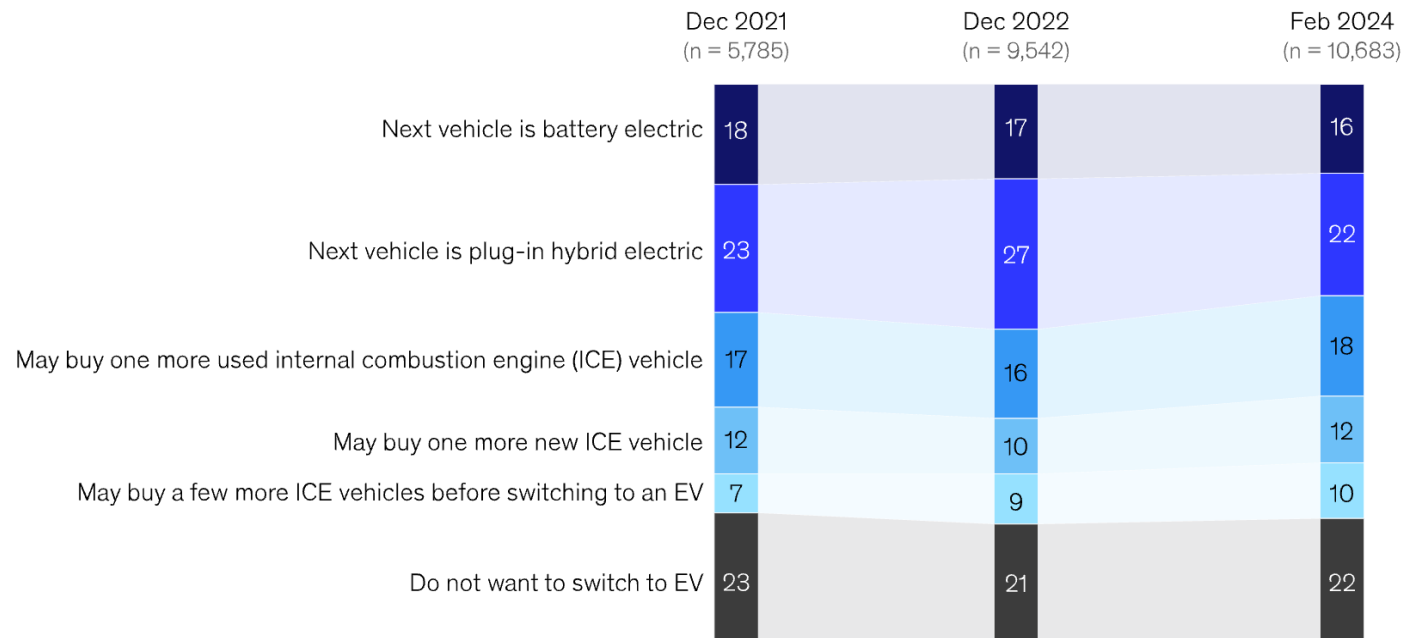 Dec 2021 Dec 2022 Feb 2024
(n = 5,785) (n = 9,542) (n = 10,683)
Next vehicle is battery electric 18 17 16
Next vehicle is plug-in hybrid electric 23 27 22
May buy one more used internal combustion engine (ICE) vehicle 17 16 18
May buy one more new ICE vehicle 12 10 12
May buy a few more ICE vehicles before switching to an EV 7 9 10
Do not want to switch to EV 23 21 22